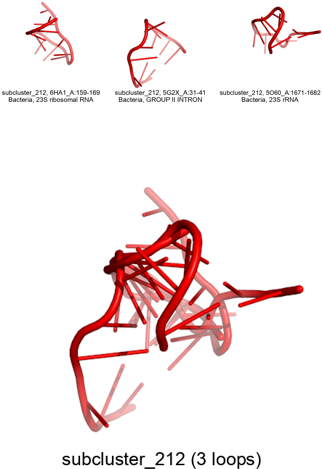 subcluster_212, 6HA1_A:159-169
Bacteria, 23S ribosomal RNA
subcluster_212, 5G2X_A:31-41
Bacteria, GROUP II INTRON
subcluster_212, 5O60_A:1671-1682
Bacteria, 23S rRNA
subcluster_212 (3 loops)